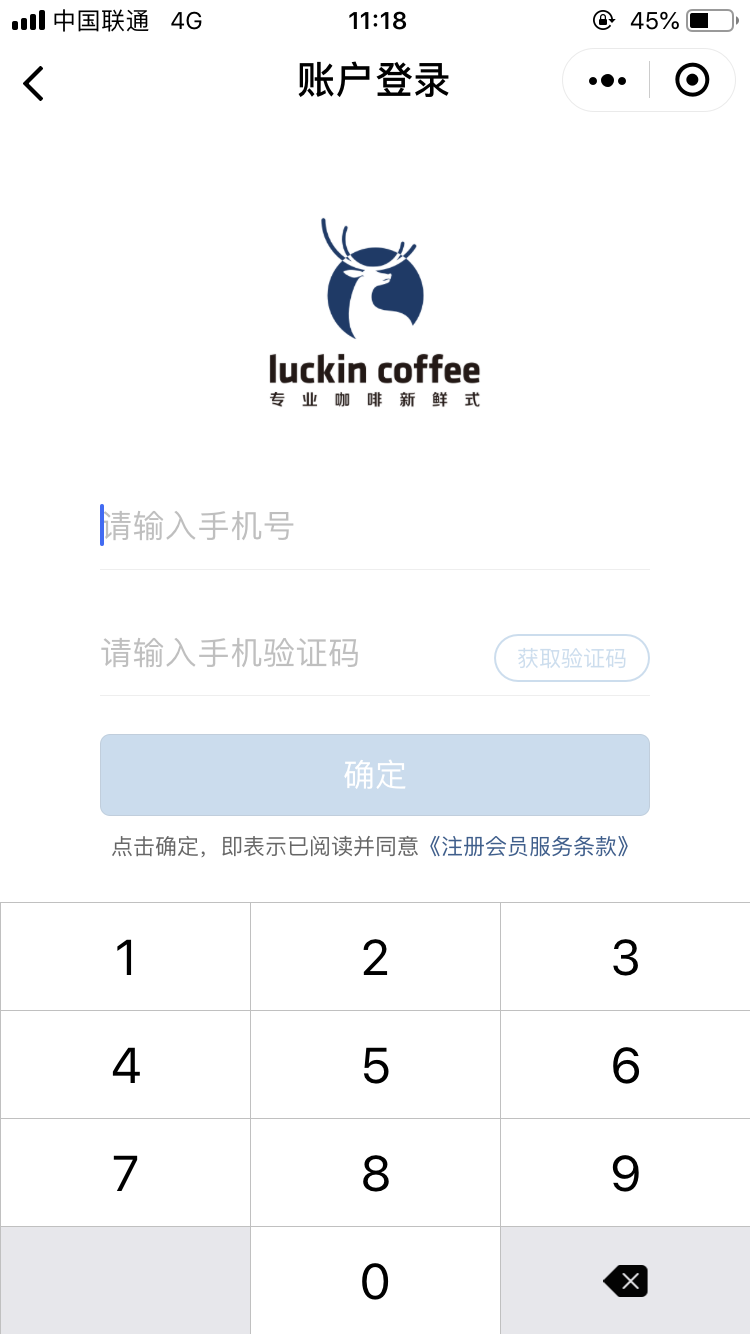 中国联通 4G 11:18 45%
账户登录
luckin coffee
专业咖啡新鲜式
请输入手机号
请输入手机验证码 获取验证码
确定
点击确定，即表示已阅读并同意《注册会员服务条款》
1 2 3
4 5 6
7 8 9
0